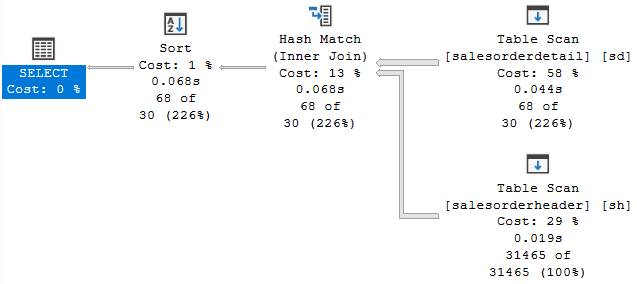 SELECT
Cost: 0 %
Sort
Cost: 1 %
0.068s
68 of
30 (226%)
Hash Match
(Inner Join)
Cost: 13 %
0.068s
68 of
30 (226%)
Table Scan
[salesorderdetail] [sd]
Cost: 58 %
0.044s
68 of
30 (226%)
Table Scan
[salesorderheader] [sh]
Cost: 29 %
0.019s
31465 of
31465 (100%)